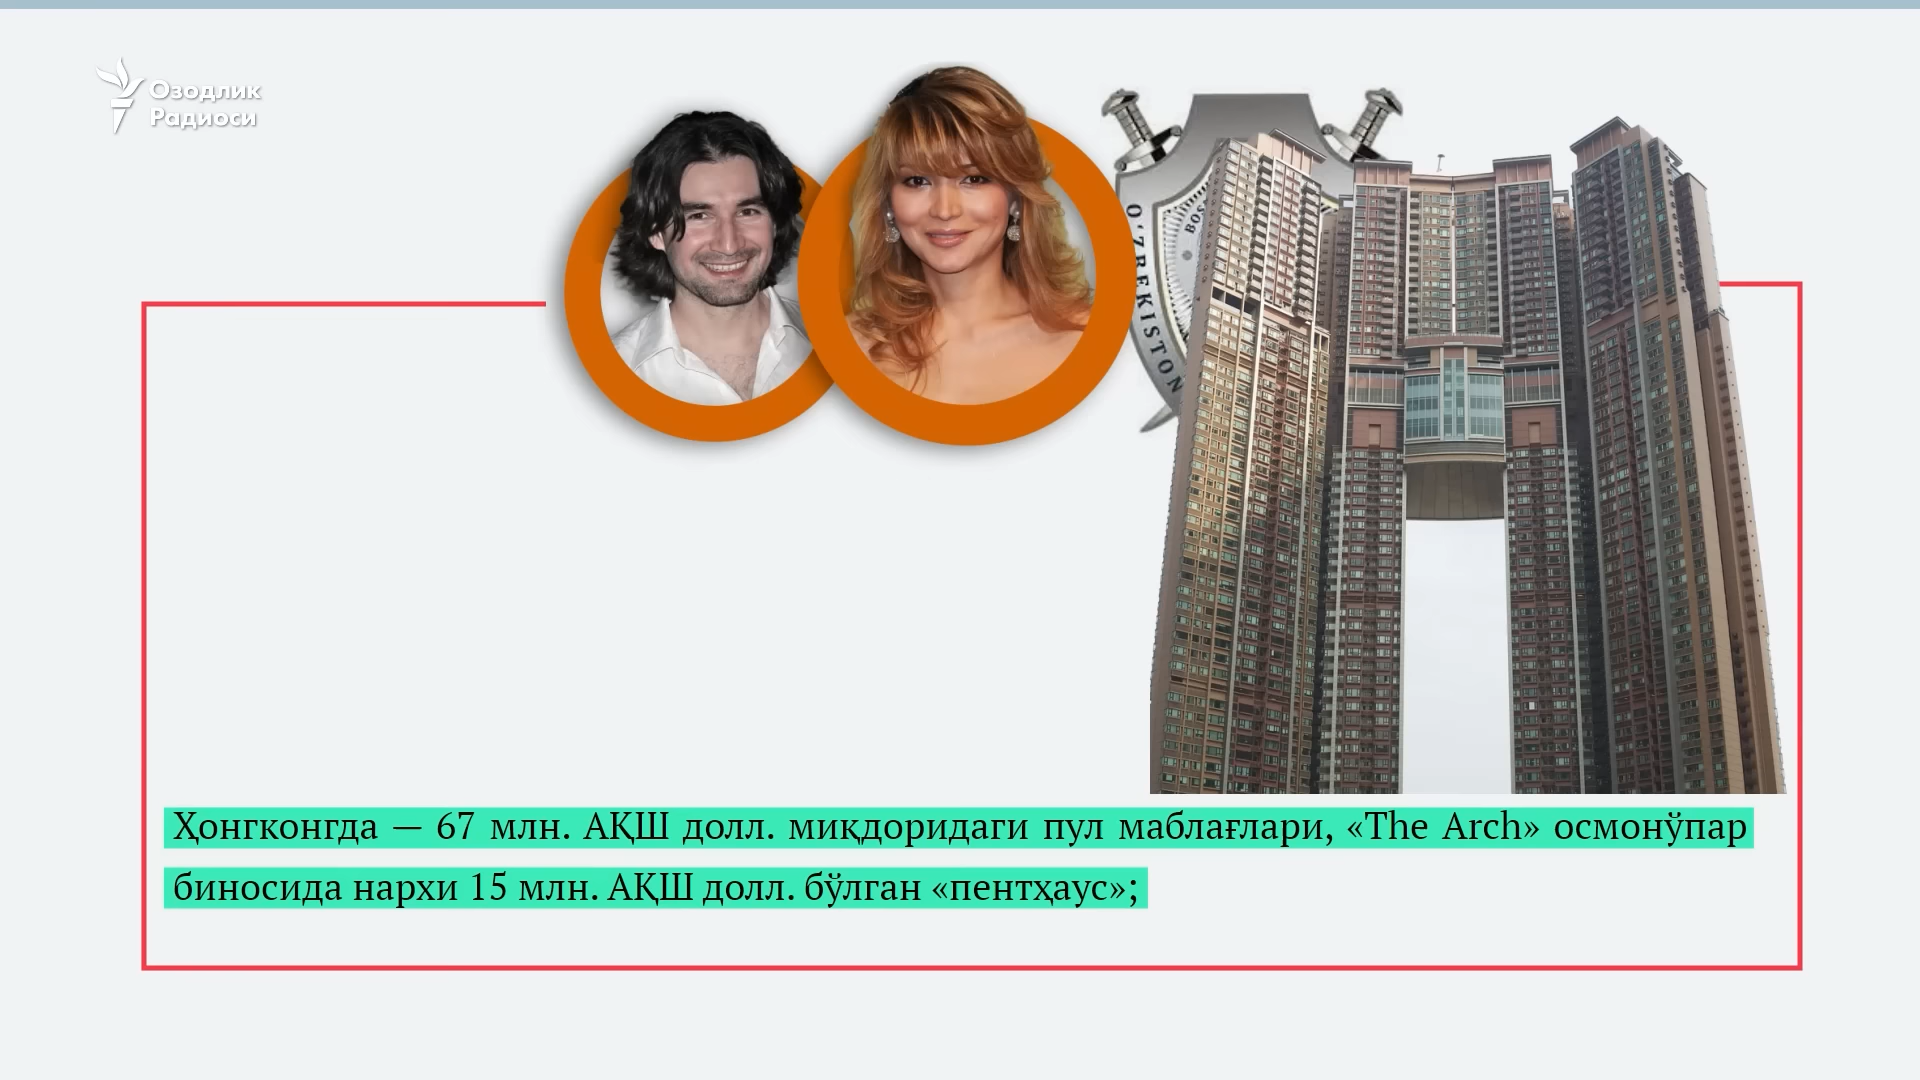 Озодлик
Радиоси
O'ZBEKISTON
Ҳонгконгда — 67 млн. АҚШ долл. миқдоридаги пул маблағлари, «The Arch» осмонўпар
биносида нархи 15 млн. АҚШ долл. бўлган «пентҳаус»;